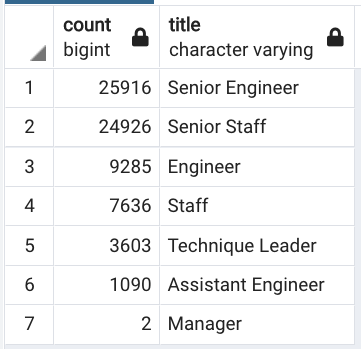 count title
bigint character varying
1 25916 Senior Engineer
2 24926 Senior Staff
3 9285 Engineer
4 7636 Staff
5 3603 Technique Leader
6 1090 Assistant Engineer
7 2 Manager